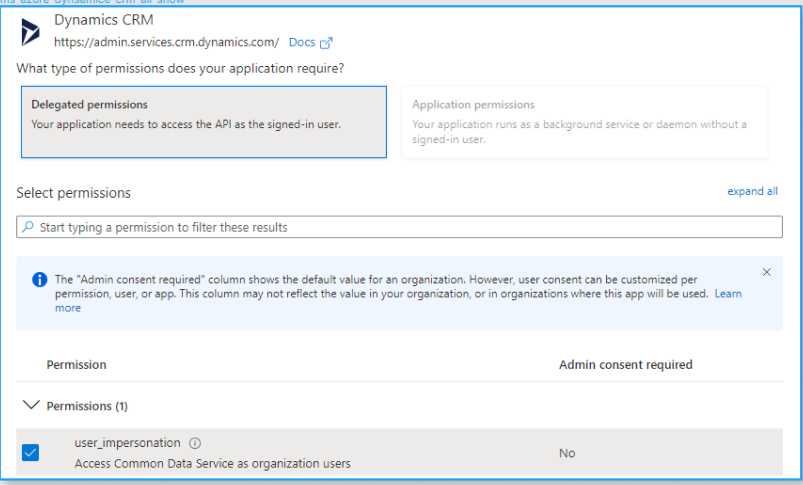 ms-azure-dynsamice-crm-all-show
Dynamics CRM
https://admin.services.crm.dynamics.com/ Docs
What type of permissions does your application require?
Delegated permissions
Your application needs to access the API as the signed-in user.
Application permissions
Your application runs as a background service or daemon without a
signed-in user.
Select permissions
expand all
Start typing a permission to filter these results
The "Admin consent required" column shows the default value for an organization. However, user consent can be customized per
permission, user, or app. This column may not reflect the value in your organization, or in organizations where this app will be used. Learn
more
Permission Admin consent required
Permissions (1)
user_impersonation
Access Common Data Service as organization users
No